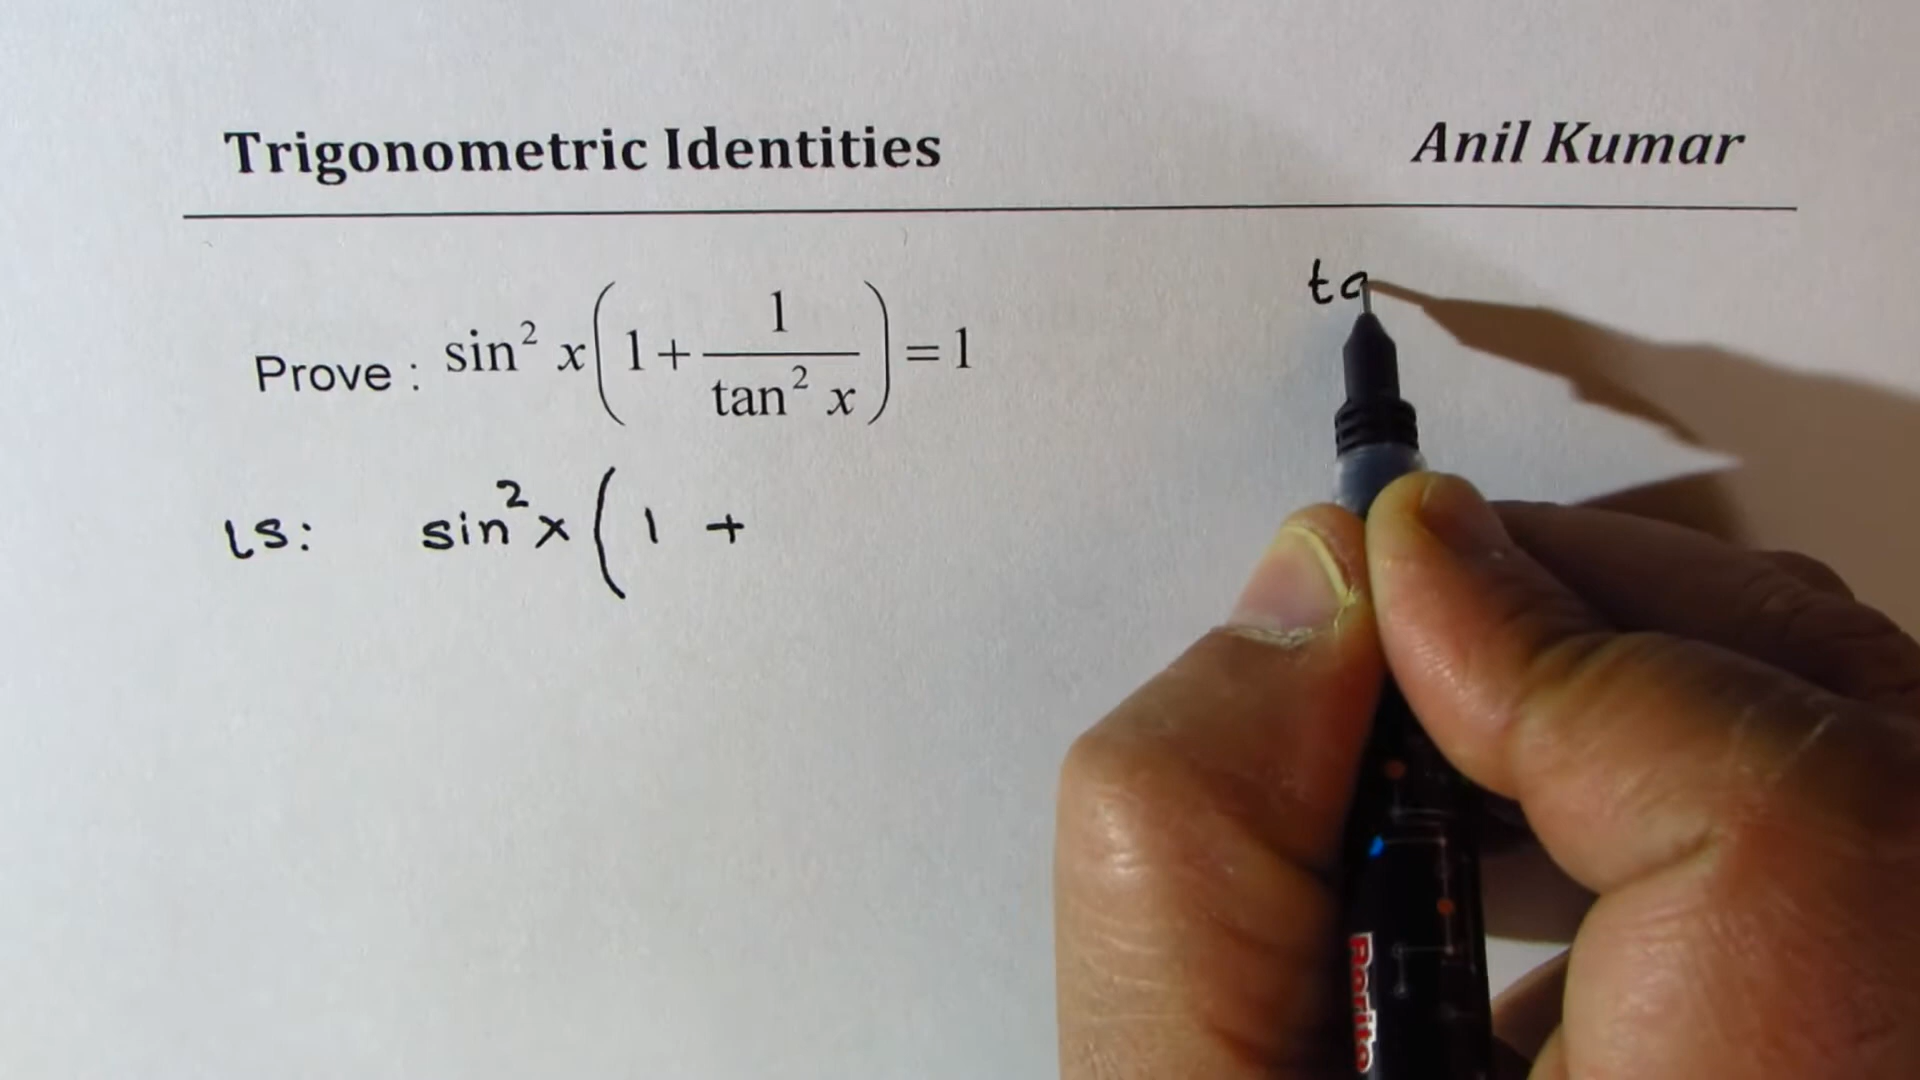 Trigonometric Identities Anil Kumar
Prove : sin² x(1+1/tan² x)=1
ta
LS: sin²x ( 1 +